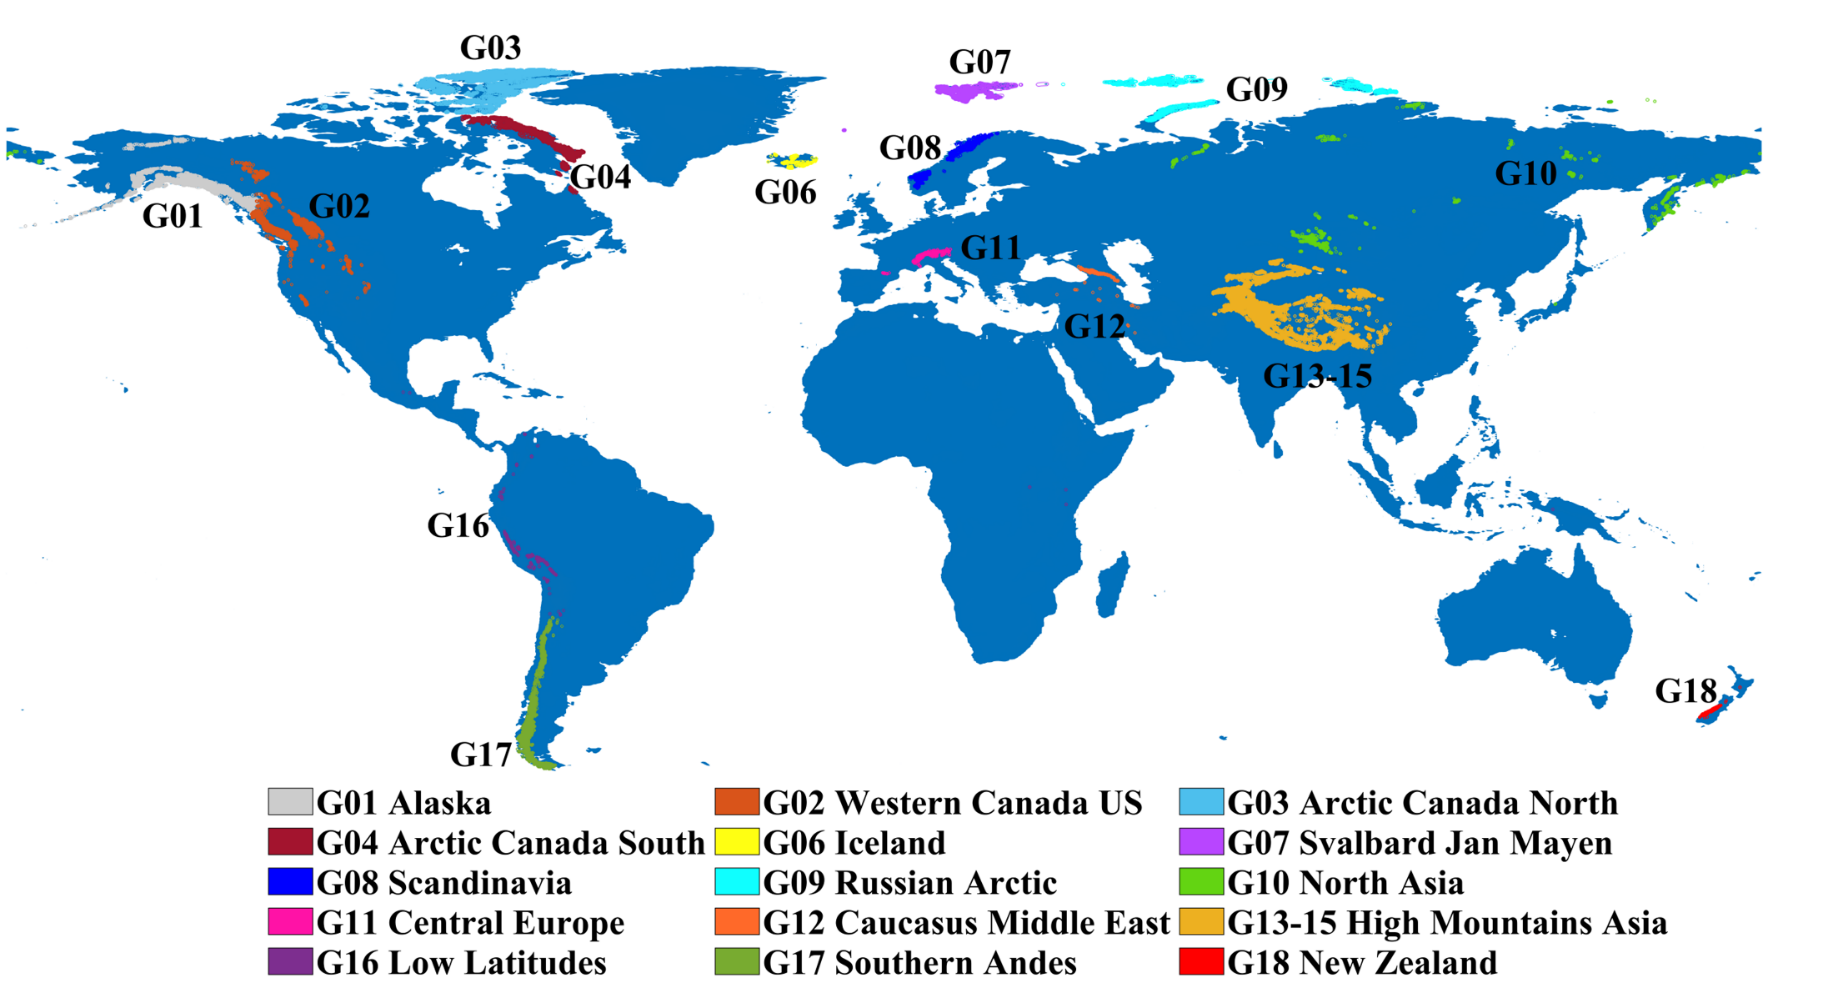 G03
G07
G09
G08
G04
G06
G10
G01
G02
G11
G12
G13-15
G16
G18
G17
G01 Alaska
G02 Western Canada US
G03 Arctic Canada North
G04 Arctic Canada South
G06 Iceland
G07 Svalbard Jan Mayen
G08 Scandinavia
G09 Russian Arctic
G10 North Asia
G11 Central Europe
G12 Caucasus Middle East
G13-15 High Mountains Asia
G16 Low Latitudes
G17 Southern Andes
G18 New Zealand